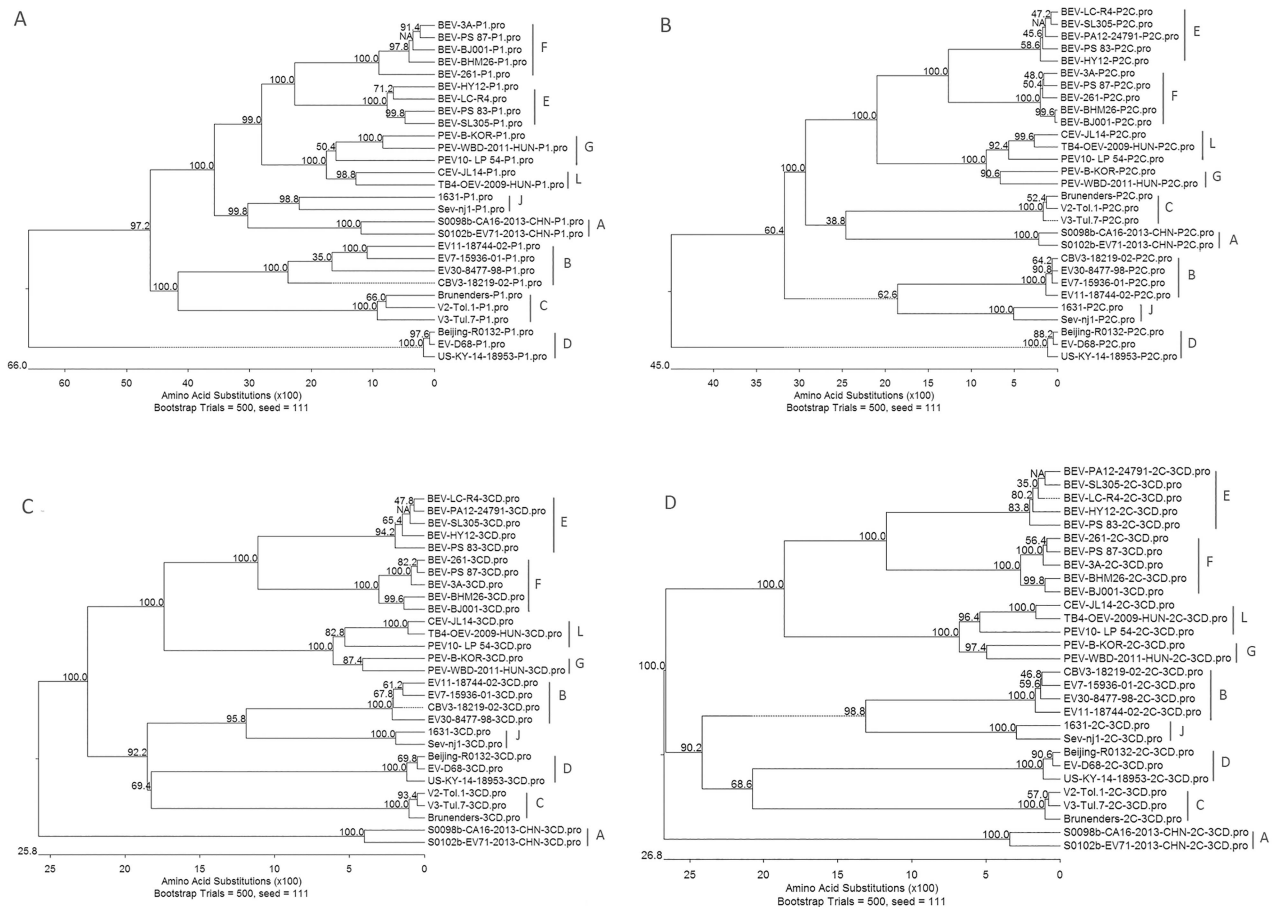 A
91.4 BEV-3A-P1.pro
NA BEV-PS 87-P1.pro
97.8 BEV-BJ001-P1.pro
F
BEV-BHM26-P1.pro
100.0 BEV-261-P1.pro
100.0
71.2 BEV-HY12-P1.pro
BEV-LC-R4.pro
E
100.0 BEV-PS 83-P1.pro
99.8 BEV-SL305-P1.pro
99.0
100.0 PEV-B-KOR-P1.pro
50.4 PEV-WBD-2011-HUN-P1.pro
G
100.0 PEV10- LP 54-P1.pro
98.8 CEV-JL14-P1.pro
L
TB4-OEV-2009-HUN-P1.pro
100.0
98.8 1631-P1.pro
J
99.8 Sev-nj1-P1.pro
S0098b-CA16-2013-CHN-P1.pro
A
100.0 S0102b-EV71-2013-CHN-P1.pro
97.2
EV11-18744-02-P1.pro
100.0 EV7-15936-01-P1.pro
B
35.0 EV30-8477-98-P1.pro
100.0 CBV3-18219-02-P1.pro
100.0
66.0 Brunenders-P1.pro
100.0 V2-Tol.1-P1.pro
C
V3-Tul.7-P1.pro
97.6 Beijing-R0132-P1.pro
100.0 EV-D68-P1.pro
D
US-KY-14-18953-P1.pro
66.0
60 50 40 30 20 10 0
Amino Acid Substitutions (x100)
Bootstrap Trials = 500, seed = 111
B
47.2 BEV-LC-R4-P2C.pro
NA BEV-SL305-P2C.pro
E
45.6 BEV-PA12-24791-P2C.pro
58.6 BEV-PS 83-P2C.pro
BEV-HY12-P2C.pro
100.0
48.0 BEV-3A-P2C.pro
50.4 BEV-PS 87-P2C.pro
F
100.0 BEV-261-P2C.pro
99.6 BEV-BHM26-P2C.pro
BEV-BJ001-P2C.pro
100.0
99.6 CEV-JL14-P2C.pro
92.4 TB4-OEV-2009-HUN-P2C.pro
L
100.0 PEV10- LP 54-P2C.pro
90.6 PEV-B-KOR-P2C.pro
G
PEV-WBD-2011-HUN-P2C.pro
52.4 Brunenders-P2C.pro
100.0 V2-Tol.1-P2C.pro
C
38.8 V3-Tul.7-P2C.pro
60.4
S0098b-CA16-2013-CHN-P2C.pro
A
100.0 S0102b-EV71-2013-CHN-P2C.pro
64.2 CBV3-18219-02-P2C.pro
90.8 EV30-8477-98-P2C.pro
B
100.0 EV7-15936-01-P2C.pro
62.6 EV11-18744-02-P2C.pro
1631-P2C.pro
J
100.0 Sev-nj1-P2C.pro
88.2 Beijing-R0132-P2C.pro
100.0 EV-D68-P2C.pro
D
US-KY-14-18953-P2C.pro
45.0
40 35 30 25 20 15 10 5 0
Amino Acid Substitutions (x100)
Bootstrap Trials = 500, seed = 111
C
47.8 BEV-LC-R4-3CD.pro
NA BEV-PA12-24791-3CD.pro
65.4 BEV-SL305-3CD.pro
E
94.2 BEV-HY12-3CD.pro
BEV-PS 83-3CD.pro
100.0
82.2 BEV-261-3CD.pro
100.0 BEV-PS 87-3CD.pro
F
100.0 BEV-3A-3CD.pro
99.6 BEV-BHM26-3CD.pro
BEV-BJ001-3CD.pro
100.0
100.0 CEV-JL14-3CD.pro
82.8 TB4-OEV-2009-HUN-3CD.pro
L
100.0 PEV10- LP 54-3CD.pro
87.4 PEV-B-KOR-3CD.pro
G
PEV-WBD-2011-HUN-3CD.pro
100.0
61.2 EV11-18744-02-3CD.pro
67.8 EV7-15936-01-3CD.pro
B
100.0 CBV3-18219-02-3CD.pro
95.8 EV30-8477-98-3CD.pro
1631-3CD.pro
J
100.0 Sev-nj1-3CD.pro
92.2
69.8 Beijing-R0132-3CD.pro
100.0 EV-D68-3CD.pro
D
US-KY-14-18953-3CD.pro
69.4
93.4 V2-Tol.1-3CD.pro
100.0 V3-Tul.7-3CD.pro
C
Brunenders-3CD.pro
100.0 S0098b-CA16-2013-CHN-3CD.pro
A
S0102b-EV71-2013-CHN-3CD.pro
25.8
25 20 15 10 5 0
Amino Acid Substitutions (x100)
Bootstrap Trials = 500, seed = 111
D
NA BEV-PA12-24791-2C-3CD.pro
35.0 BEV-SL305-2C-3CD.pro
80.2 BEV-LC-R4-2C-3CD.pro
E
83.8 BEV-HY12-2C-3CD.pro
BEV-PS 83-2C-3CD.pro
100.0
56.4 BEV-261-2C-3CD.pro
100.0 BEV-PS 87-3CD.pro
F
100.0 BEV-3A-2C-3CD.pro
99.8 BEV-BHM26-2C-3CD.pro
BEV-BJ001-3CD.pro
100.0
100.0 CEV-JL14-2C-3CD.pro
96.4 TB4-OEV-2009-HUN-2C-3CD.pro
L
100.0 PEV10- LP 54-2C-3CD.pro
97.4 PEV-B-KOR-2C-3CD.pro
G
PEV-WBD-2011-HUN-2C-3CD.pro
100.0
46.8 CBV3-18219-02-2C-3CD.pro
59.6 EV7-15936-01-2C-3CD.pro
B
100.0 EV30-8477-98-2C-3CD.pro
98.8 EV11-18744-02-2C-3CD.pro
1631-2C-3CD.pro
J
100.0 Sev-nj1-2C-3CD.pro
90.2
90.6 Beijing-R0132-2C-3CD.pro
100.0 EV-D68-2C-3CD.pro
D
US-KY-14-18953-2C-3CD.pro
68.6
57.0 V2-Tol.1-2C-3CD.pro
100.0 V3-Tul.7-2C-3CD.pro
C
Brunenders-2C-3CD.pro
100.0 S0098b-CA16-2013-CHN-2C-3CD.pro
A
S0102b-EV71-2013-CHN-2C-3CD.pro
26.8
25 20 15 10 5 0
Amino Acid Substitutions (x100)
Bootstrap Trials = 500, seed = 111